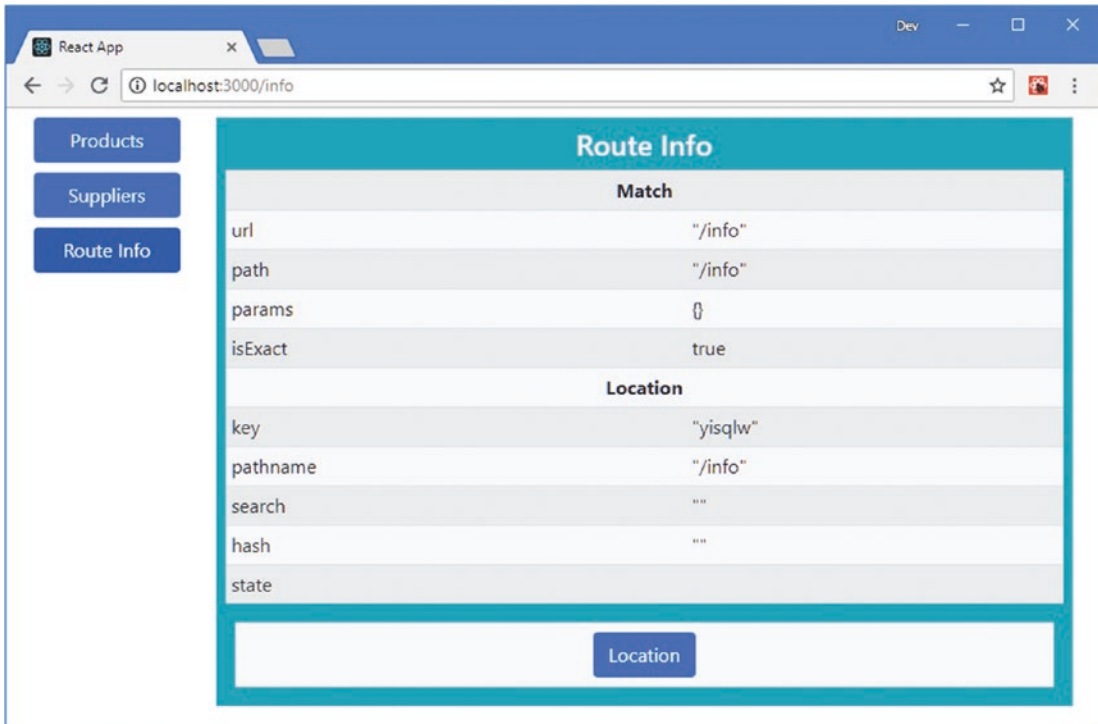 Dev
React App
localhost:3000/info
Products
Suppliers
Route Info
Route Info
Match
url "/info"
path "/info"
params {}
isExact true
Location
key "yisqlw"
pathname "/info"
search ""
hash ""
state
Location